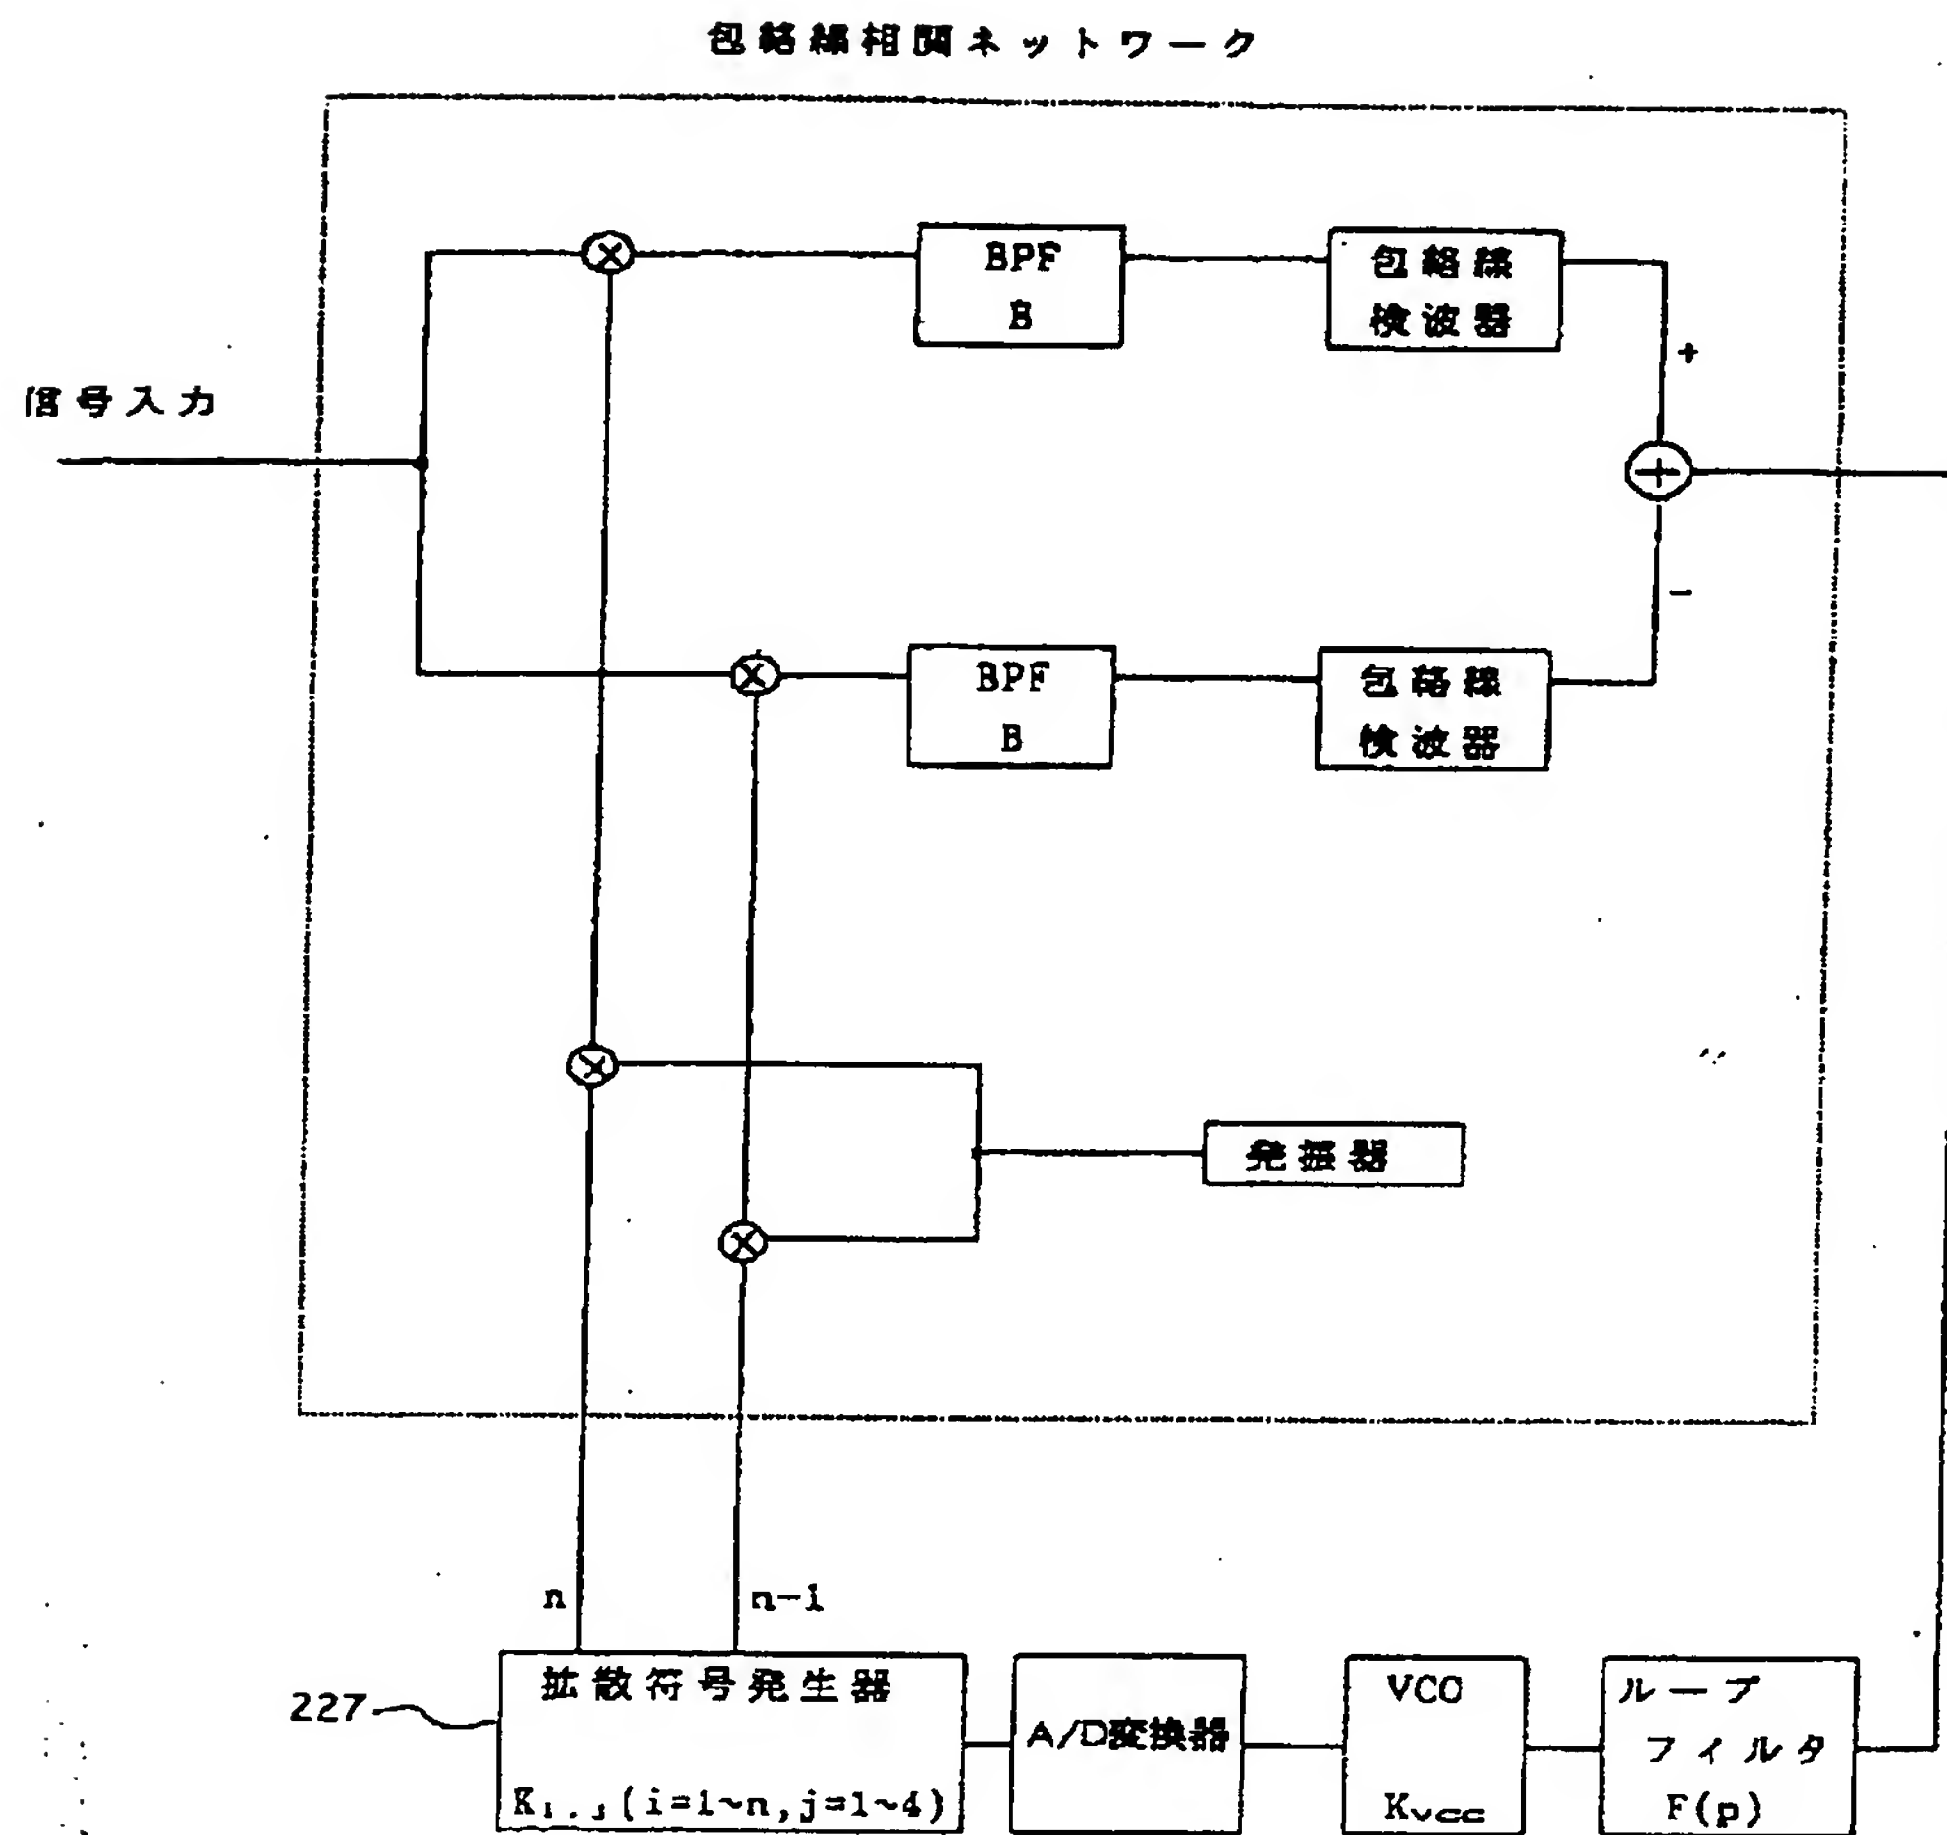 包絡線相関ネットワーク
BPF
B
包絡線
検波器
+
信号入力
−
BPF
B
包絡線
検波器
発振器
n
n-1
拡散符号発生器
Ki.j(i=1~n,j=1~4)
227
A/D変換器
VCO
Kvcc
ループ
フィルタ
F(p)